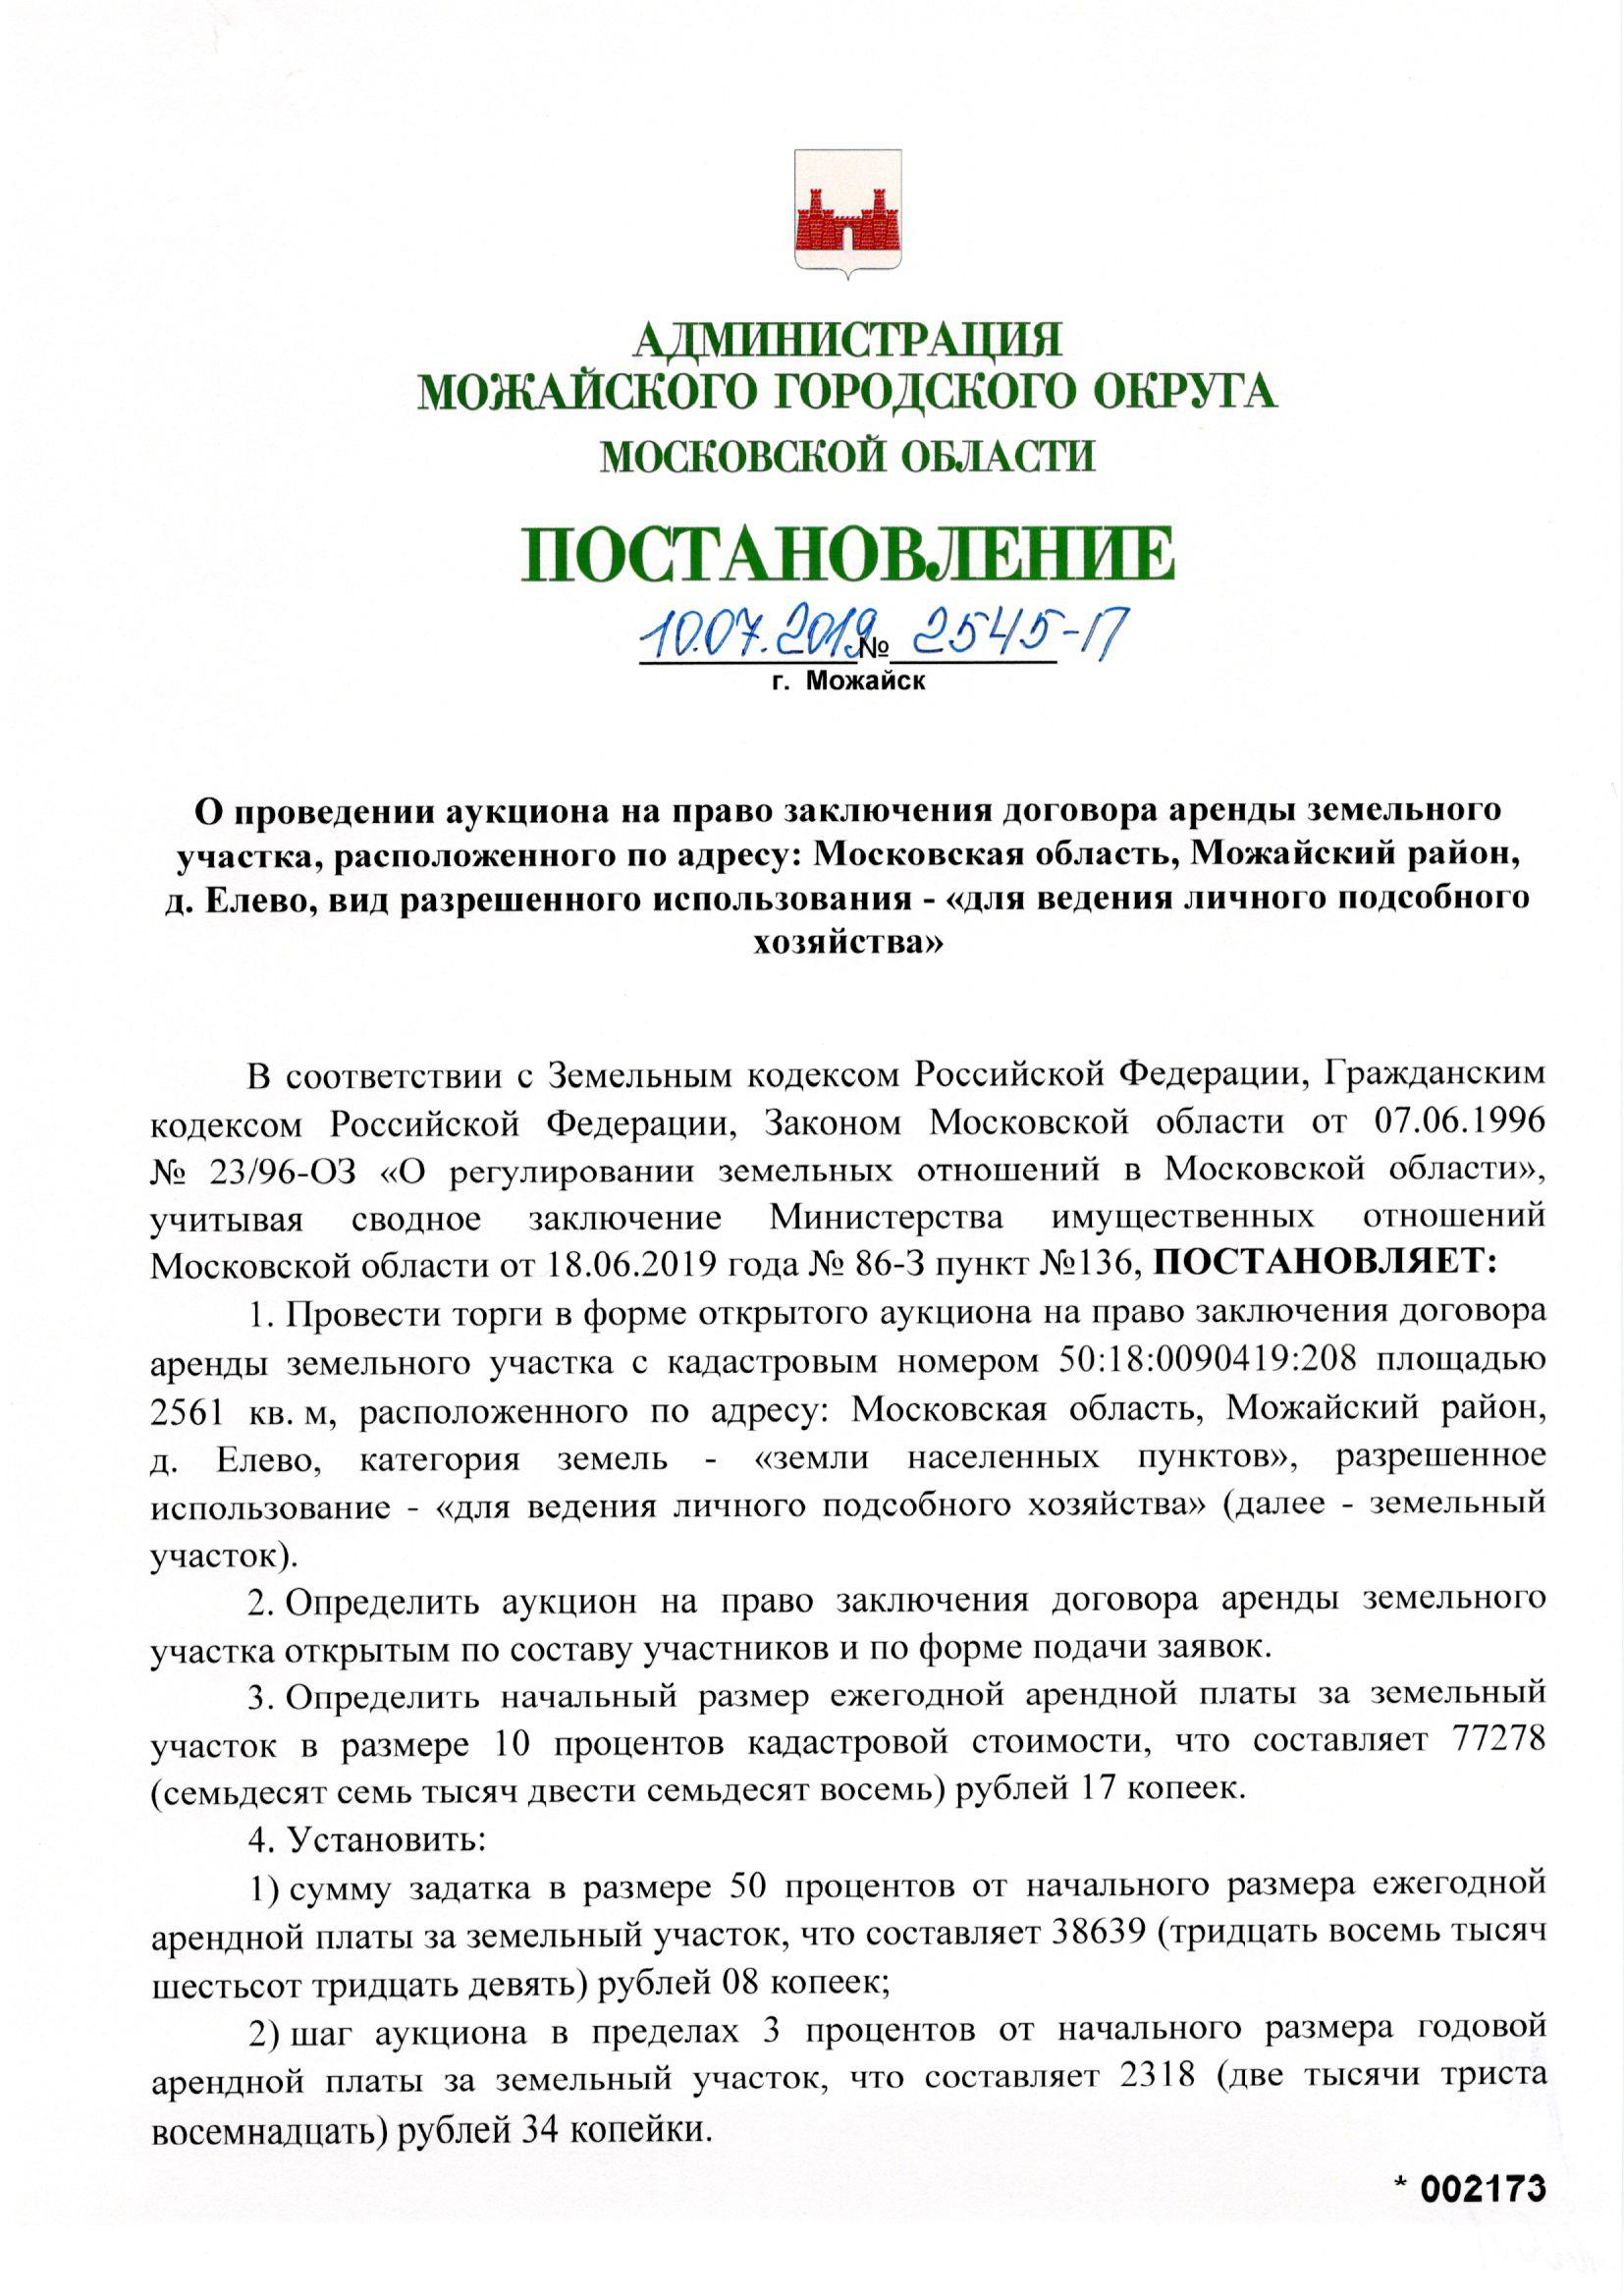 АДМИНИСТРАЦИЯ
МОЖАЙСКОГО ГОРОДСКОГО ОКРУГА
МОСКОВСКОЙ ОБЛАСТИ
ПОСТАНОВЛЕНИЕ
10.07.2019 № 2545-П
г. Можайск
О проведении аукциона на право заключения договора аренды земельного
участка, расположенного по адресу: Московская область, Можайский район,
д. Елево, вид разрешенного использования - «для ведения личного подсобного
хозяйства»
В соответствии с Земельным кодексом Российской Федерации, Гражданским
кодексом Российской Федерации, Законом Московской области от 07.06.1996
№ 23/96-ОЗ «О регулировании земельных отношений в Московской области»,
учитывая сводное заключение Министерства имущественных отношений
Московской области от 18.06.2019 года № 86-З пункт №136, ПОСТАНОВЛЯЕТ:
1. Провести торги в форме открытого аукциона на право заключения договора
аренды земельного участка с кадастровым номером 50:18:0090419:208 площадью
2561 кв. м, расположенного по адресу: Московская область, Можайский район,
д. Елево, категория земель - «земли населенных пунктов», разрешенное
использование - «для ведения личного подсобного хозяйства» (далее - земельный
участок).
2. Определить аукцион на право заключения договора аренды земельного
участка открытым по составу участников и по форме подачи заявок.
3. Определить начальный размер ежегодной арендной платы за земельный
участок в размере 10 процентов кадастровой стоимости, что составляет 77278
(семьдесят семь тысяч двести семьдесят восемь) рублей 17 копеек.
4. Установить:
1) сумму задатка в размере 50 процентов от начального размера ежегодной
арендной платы за земельный участок, что составляет 38639 (тридцать восемь тысяч
шестьсот тридцать девять) рублей 08 копеек;
2) шаг аукциона в пределах 3 процентов от начального размера годовой
арендной платы за земельный участок, что составляет 2318 (две тысячи триста
восемнадцать) рублей 34 копейки.
* 002173